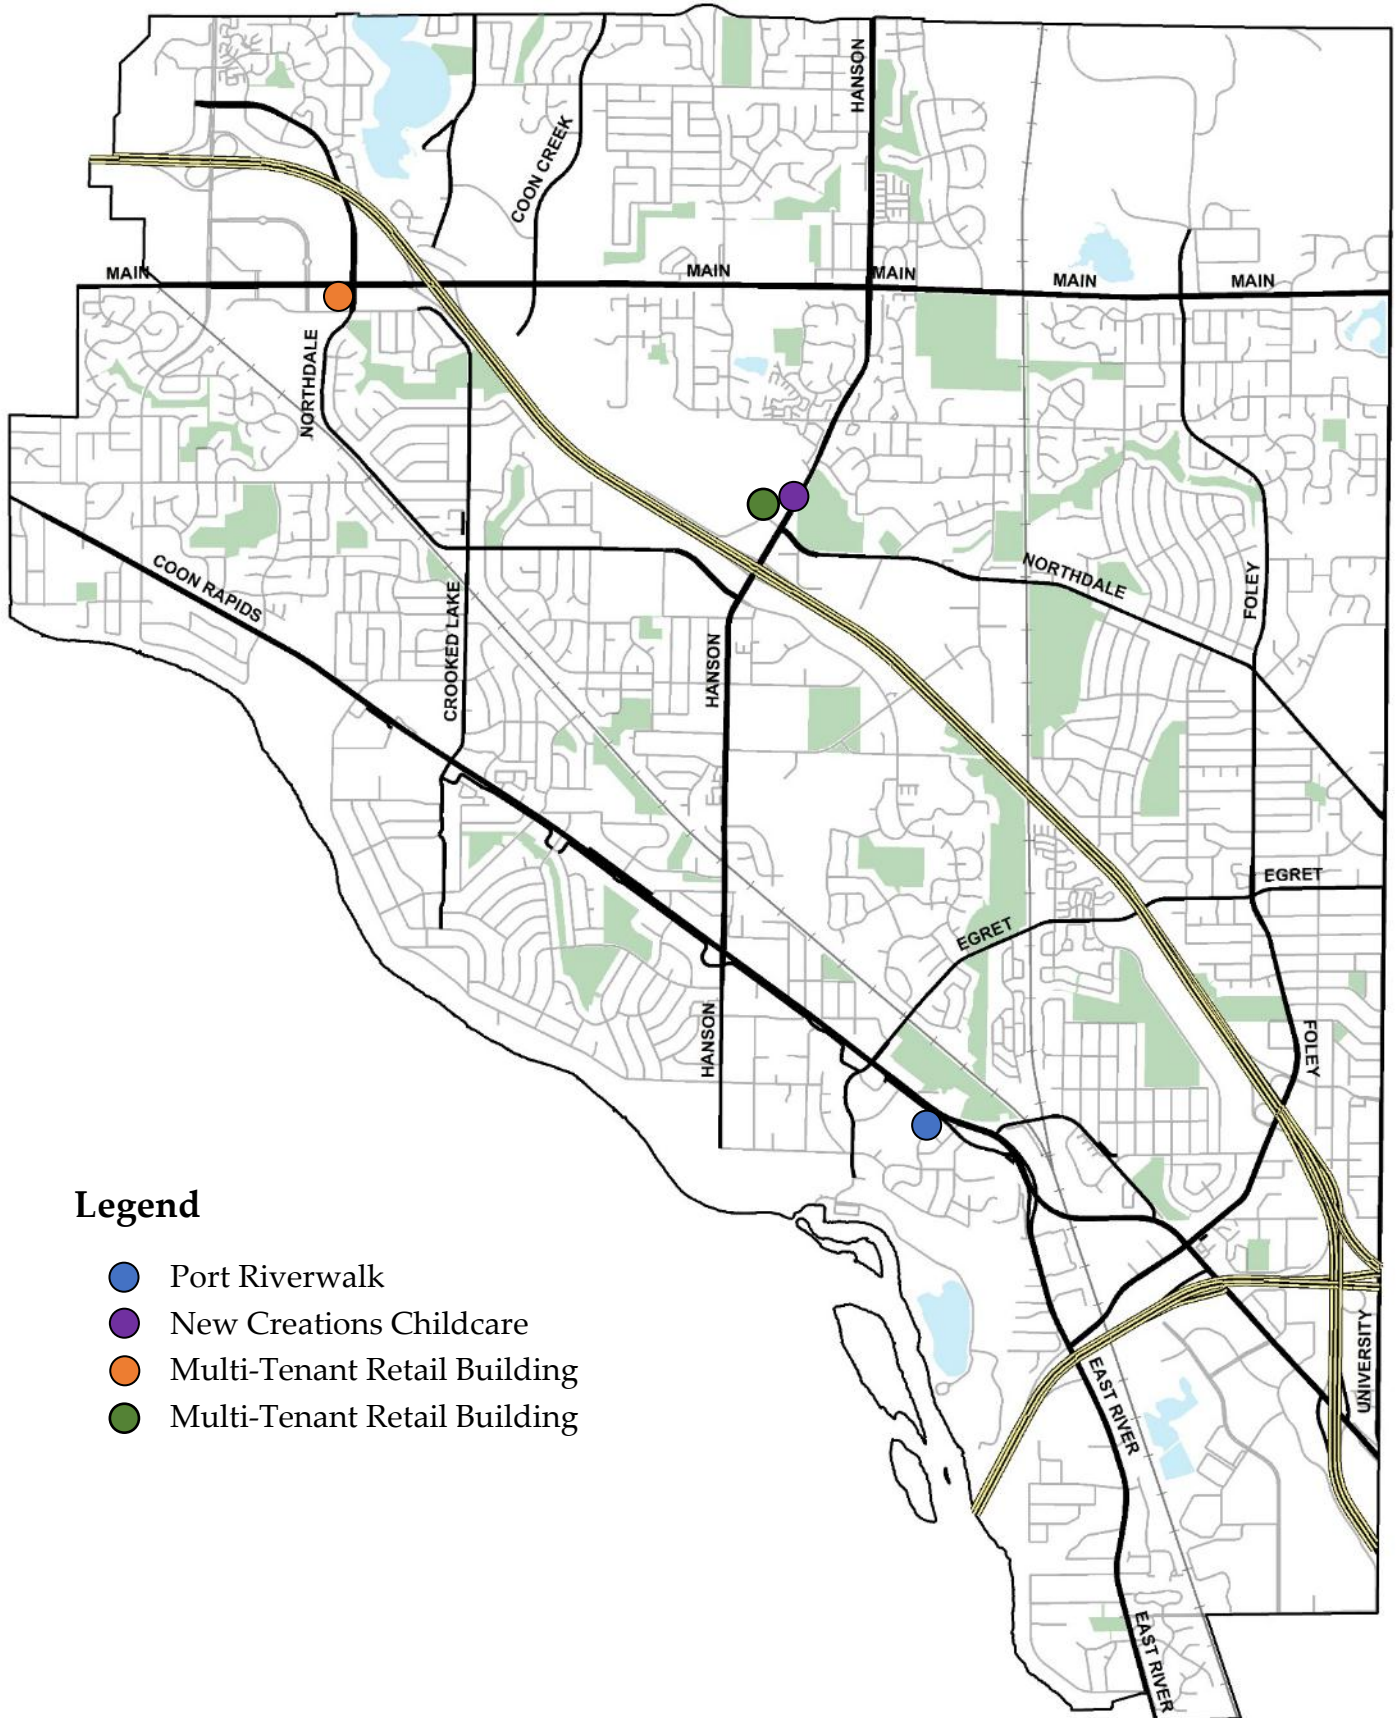 HANSON
COON CREEK
MAIN
MAIN
MAIN
MAIN
MAIN
NORTHDALE
COON RAPIDS
CROOKED LAKE
HANSON
NORTHDALE
FOLEY
EGRET
EGRET
HANSON
FOLEY
Legend
Port Riverwalk
New Creations Childcare
Multi-Tenant Retail Building
Multi-Tenant Retail Building
UNIVERSITY
EAST RIVER
EAST RIVER